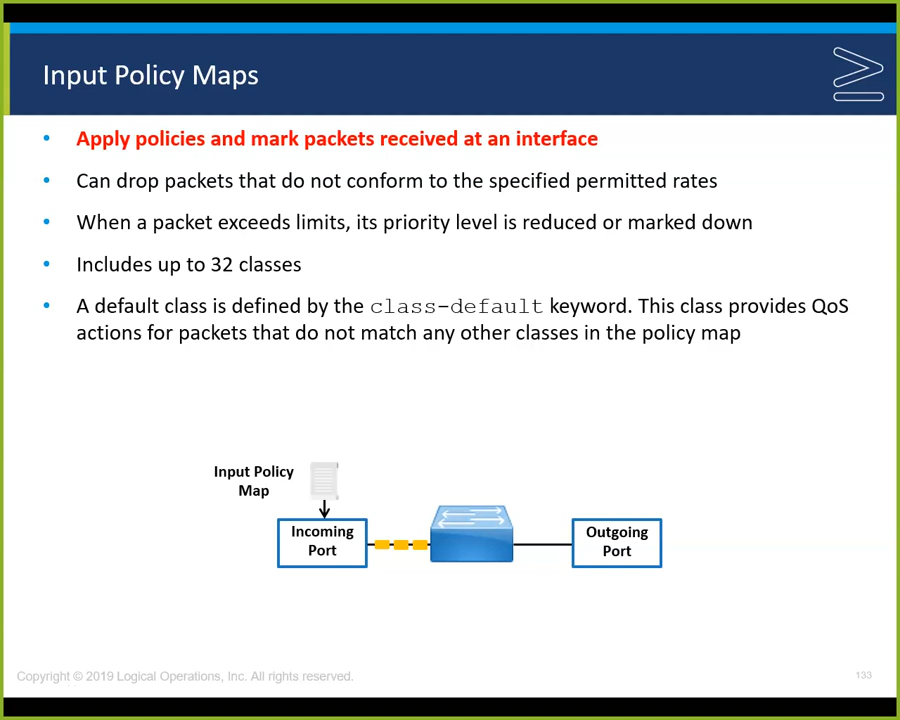 Input Policy Maps
• Apply policies and mark packets received at an interface
• Can drop packets that do not conform to the specified permitted rates
• When a packet exceeds limits, its priority level is reduced or marked down
• Includes up to 32 classes
• A default class is defined by the class-default keyword. This class provides QoS
actions for packets that do not match any other classes in the policy map
Input Policy
Map
Incoming
Port
Outgoing
Port
Copyright © 2019 Logical Operations, Inc. All rights reserved.
133